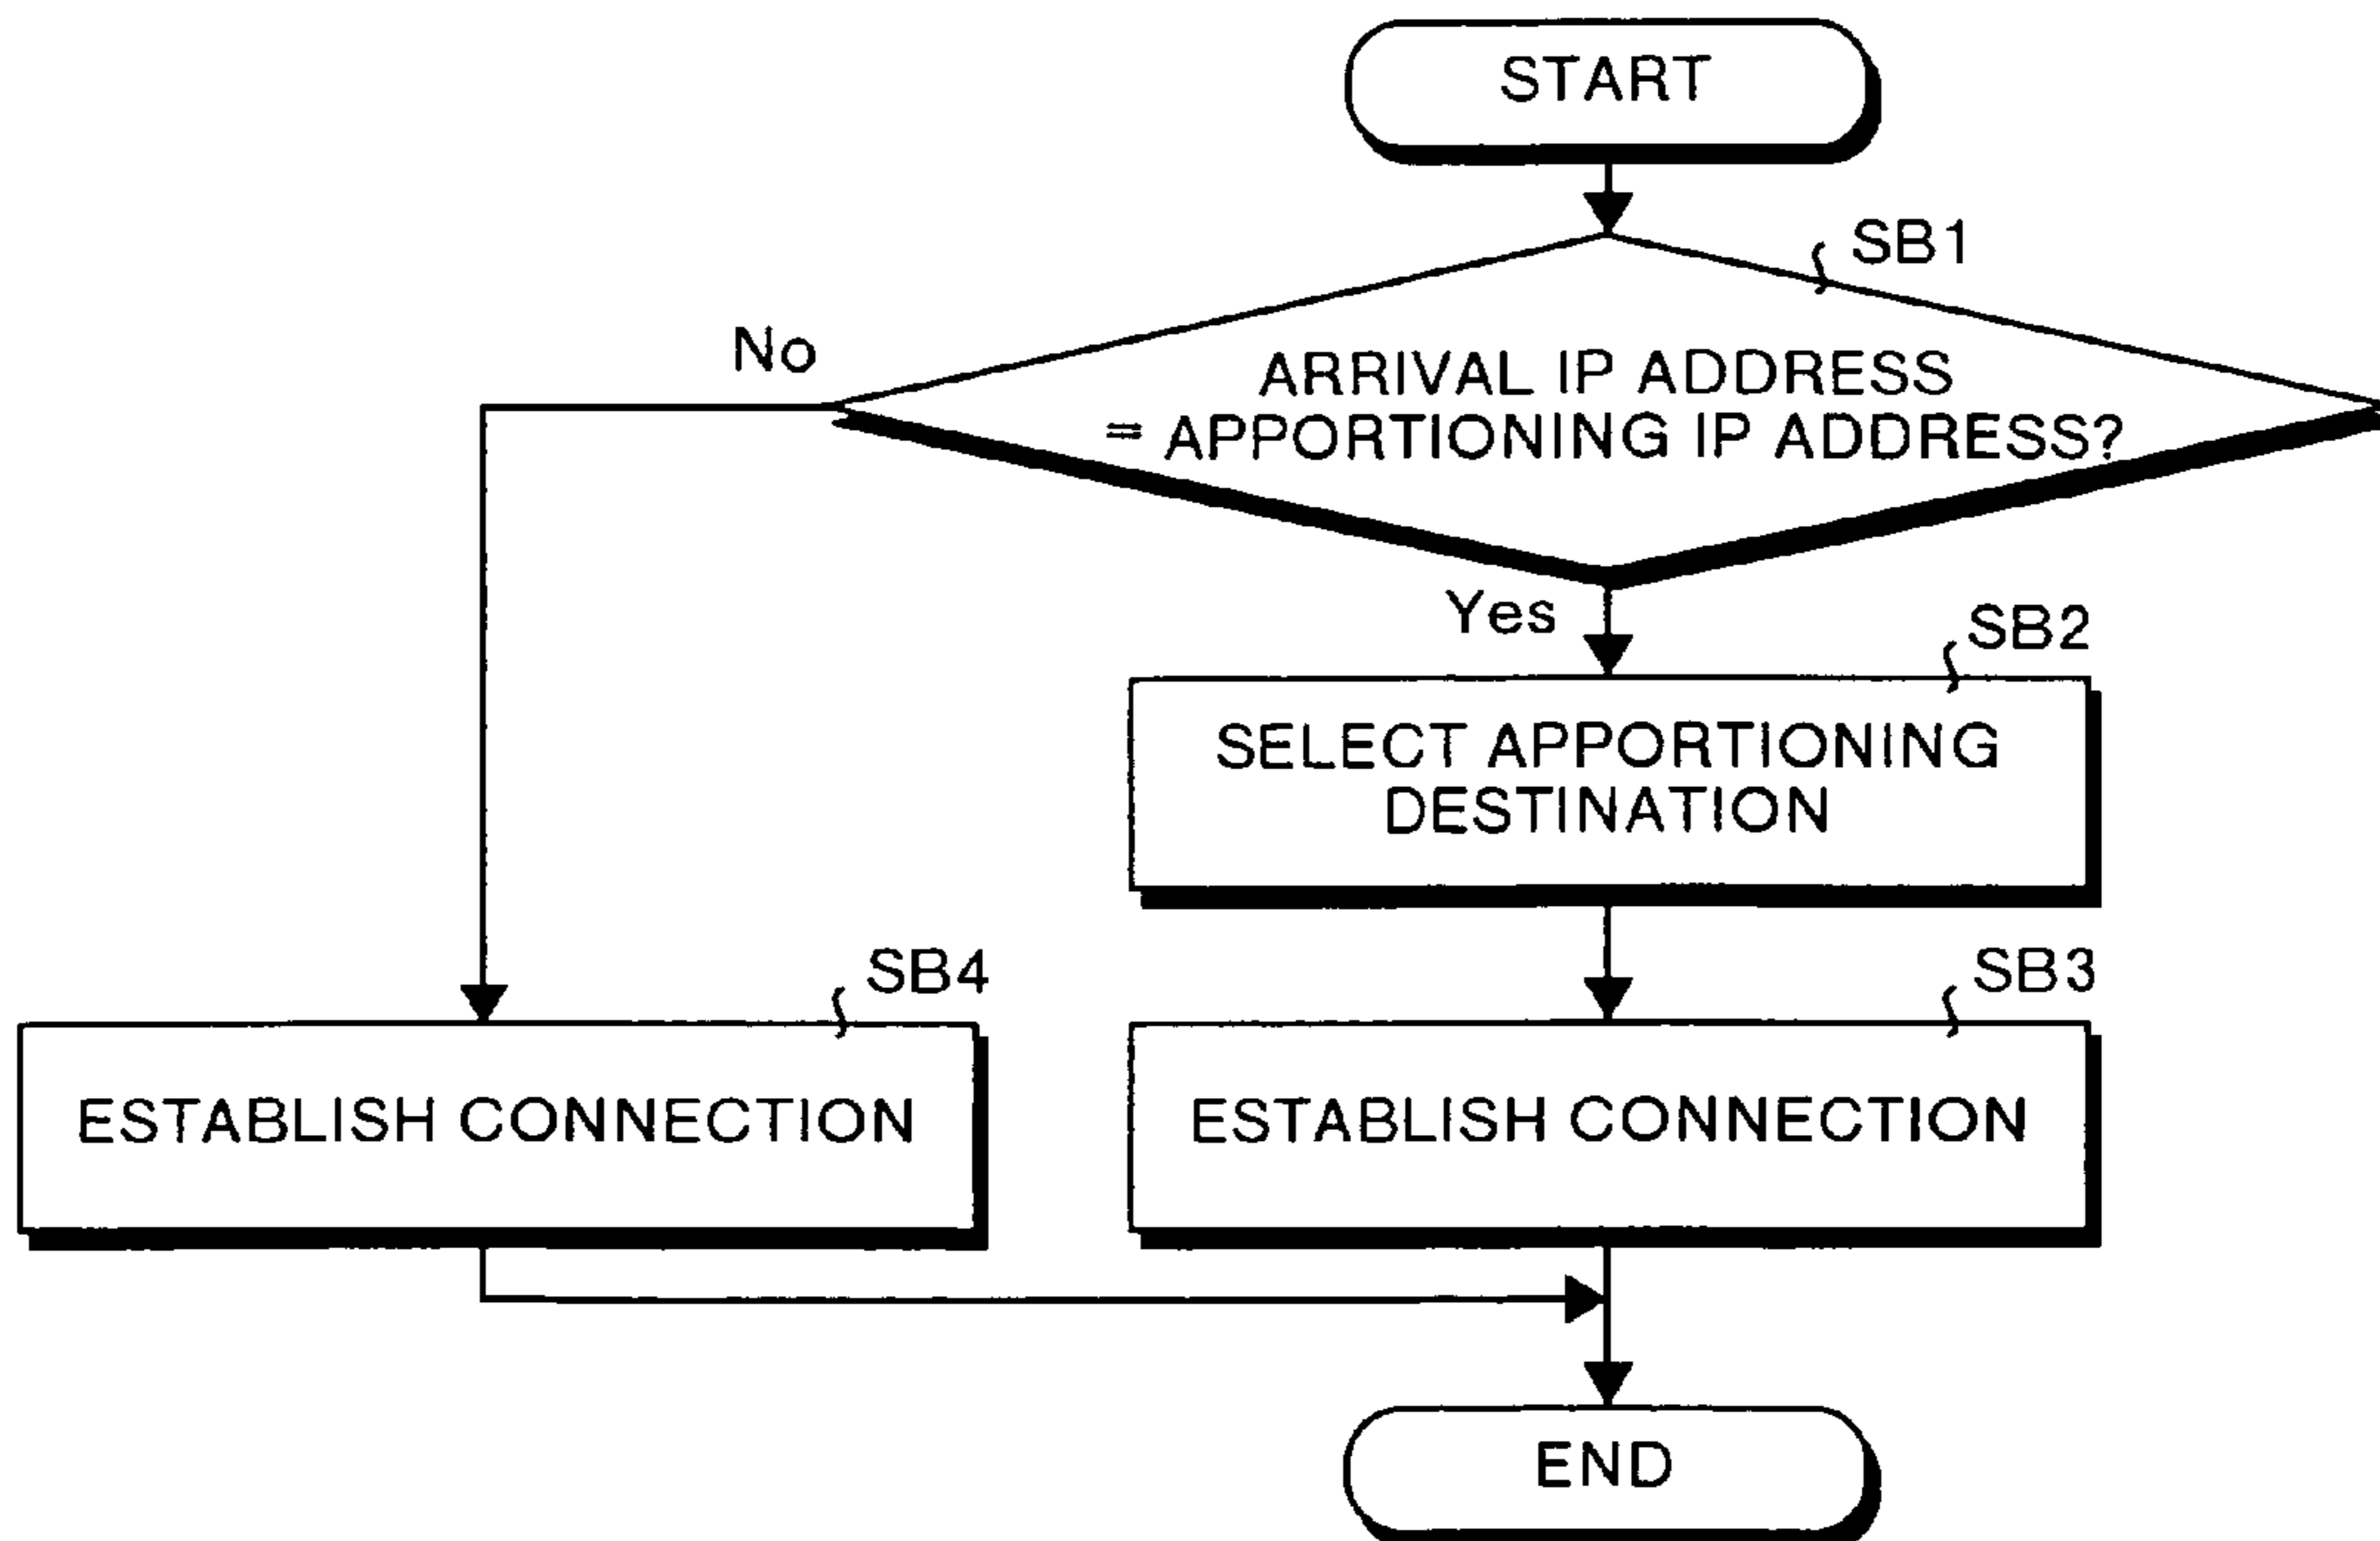 START
SB1
No
ARRIVAL IP ADDRESS
= APPORTIONING IP ADDRESS?
Yes
SB2
SELECT APPORTIONING
DESTINATION
SB4
SB3
ESTABLISH CONNECTION
ESTABLISH CONNECTION
END